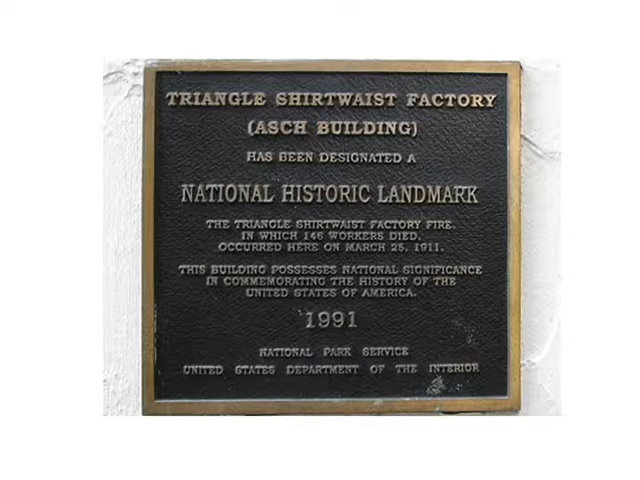 TRIANGLE SHIRTWAIST FACTORY
(ASCH BUILDING)
HAS BEEN DESIGNATED A
NATIONAL HISTORIC LANDMARK
THE TRIANGLE SHIRTWAIST FACTORY FIRE,
IN WHICH 146 WORKERS DIED,
OCCURRED HERE ON MARCH 25, 1911.
THIS BUILDING POSSESSES NATIONAL SIGNIFICANCE
IN COMMEMORATING THE HISTORY OF THE
UNITED STATES OF AMERICA.
1991
NATIONAL PARK SERVICE
UNITED STATES DEPARTMENT OF THE INTERIOR